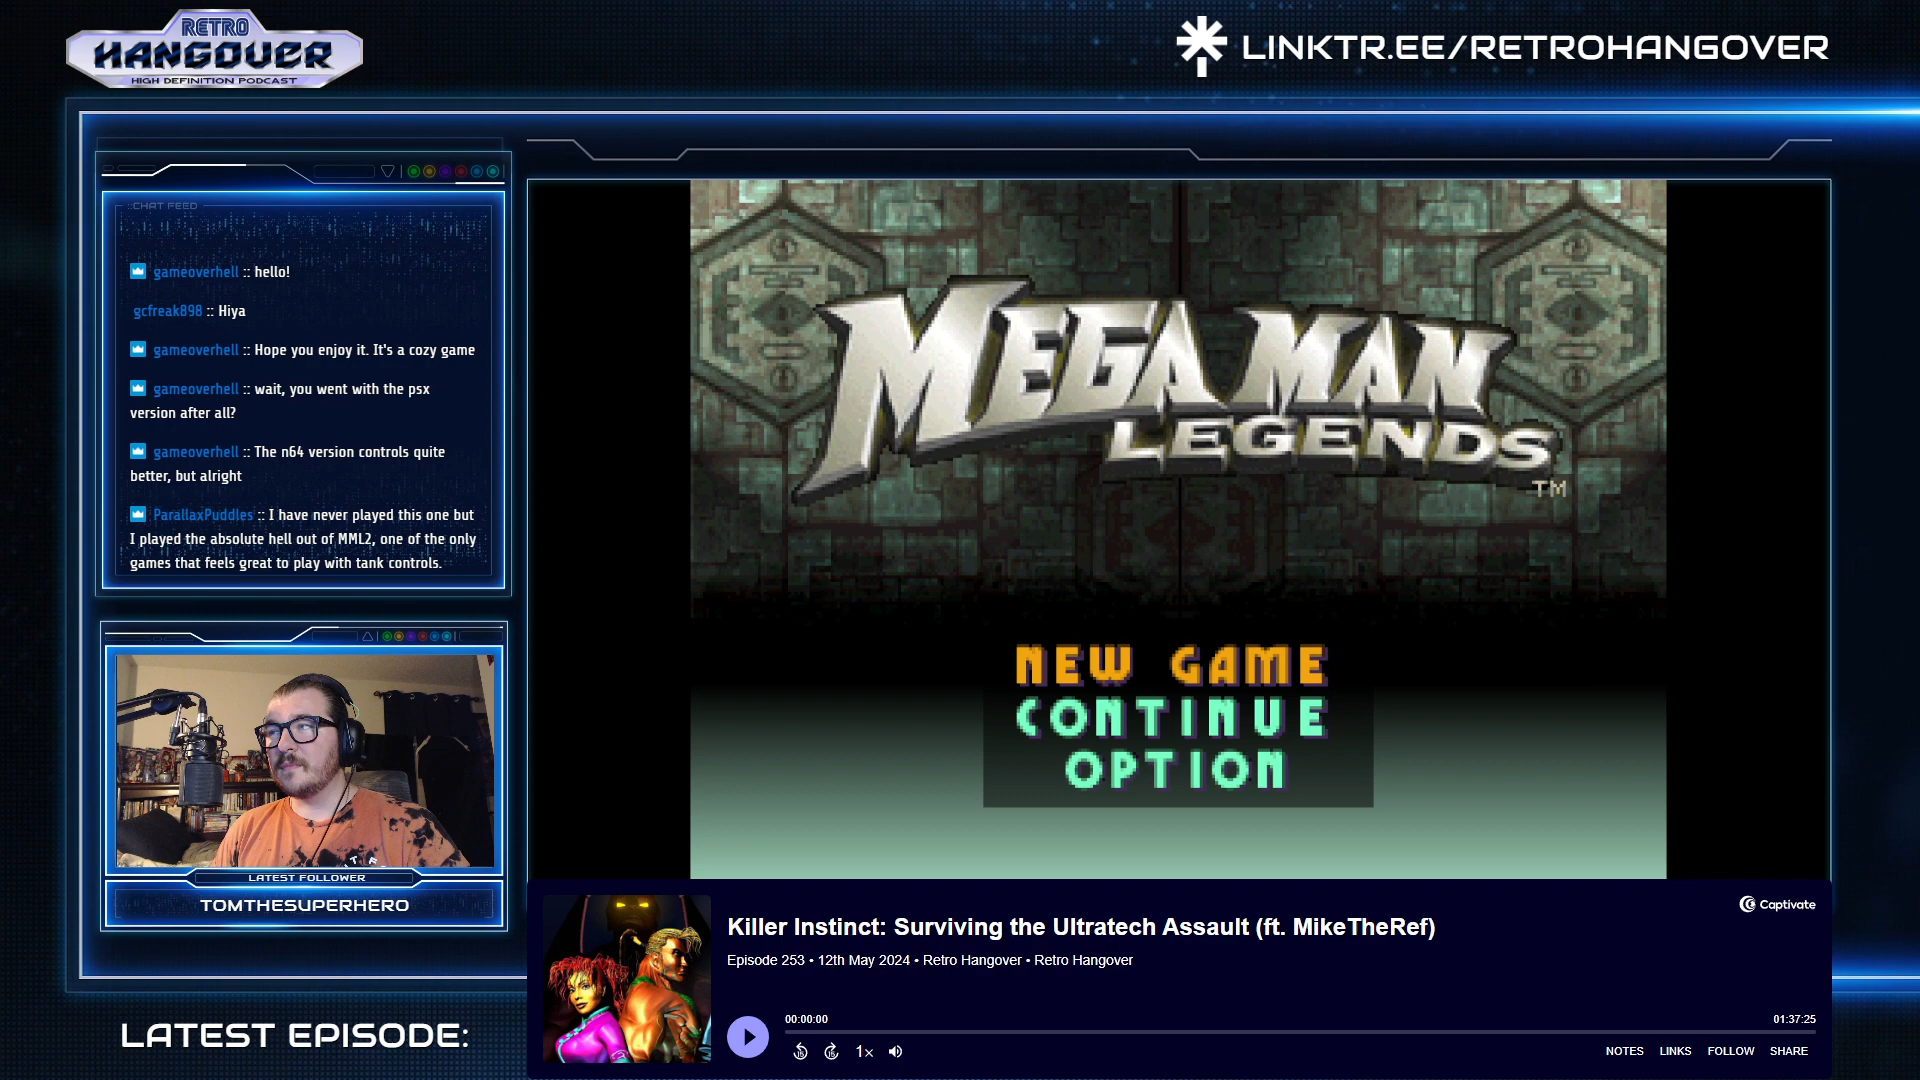 RETRO
HANGOVER
HIGH DEFINITION PODCAST
LINKTR.EE/RETROHANGOVER
::CHAT FEED
gameoverhell :: hello!
gcfreak898 :: Hiya
gameoverhell :: Hope you enjoy it. It's a cozy game
gameoverhell :: wait, you went with the psx
version after all?
gameoverhell :: The n64 version controls quite
better, but alright
ParallaxPuddles :: I have never played this one but
I played the absolute hell out of MML2, one of the only
games that feels great to play with tank controls.
MEGA MAN
LEGENDS
TM
NEW GAME
CONTINUE
OPTION
LATEST FOLLOWER
TOMTHESUPERHERO
LATEST EPISODE:
Captivate
Killer Instinct: Surviving the Ultratech Assault (ft. MikeTheRef)
Episode 253 • 12th May 2024 • Retro Hangover • Retro Hangover
00:00:00
01:37:25
15
15
1×
NOTES LINKS FOLLOW SHARE